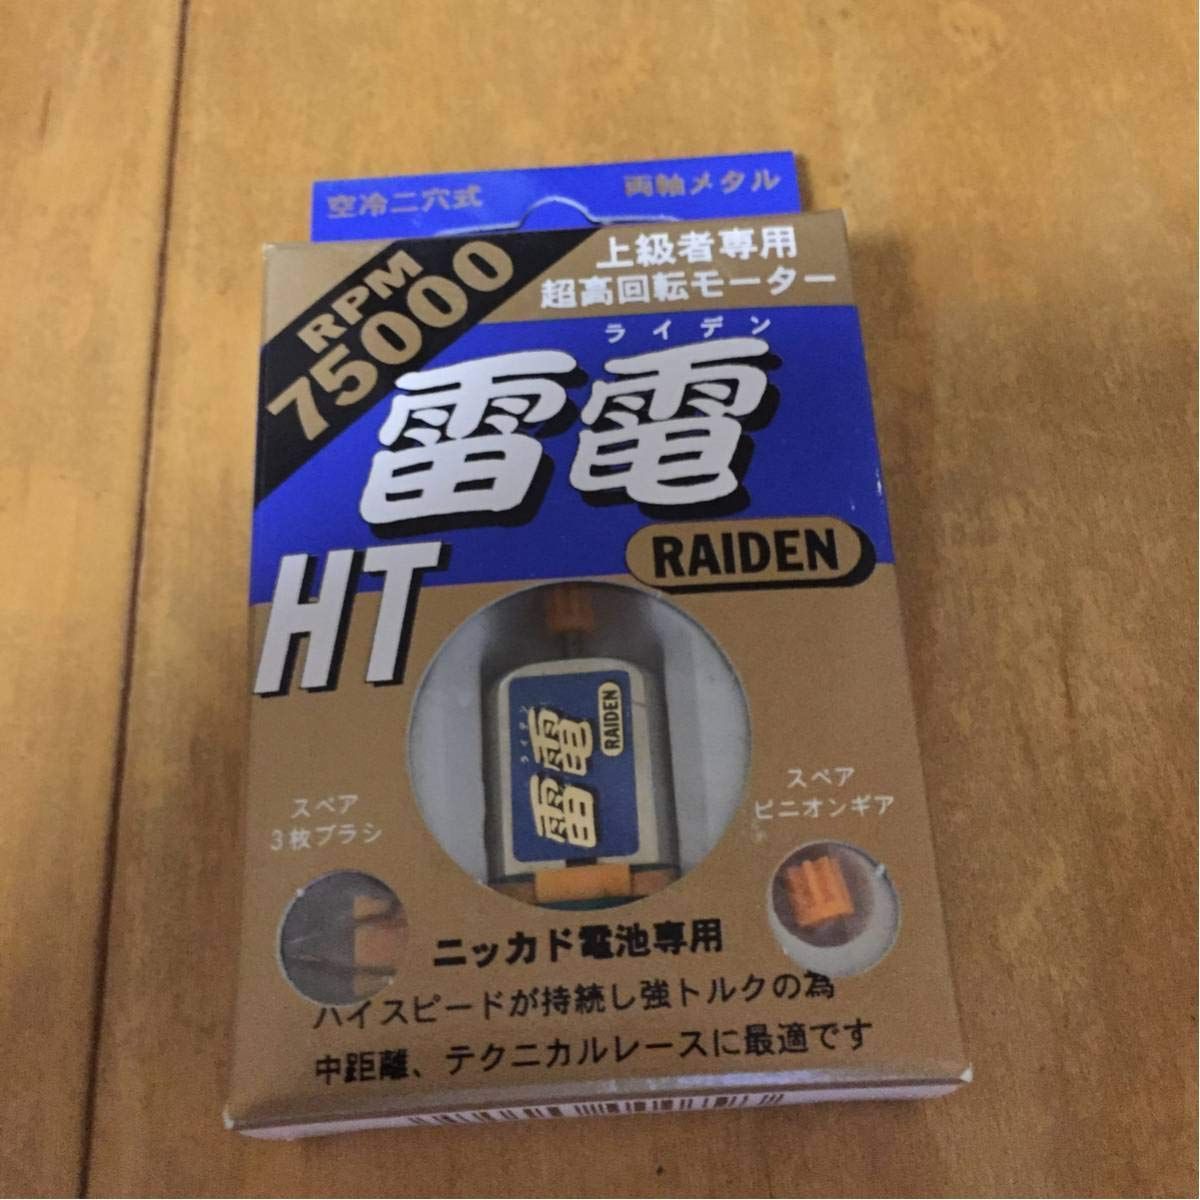 空冷二穴式
両軸メタル
RPM
75000
上級者専用
超高回転モーター
ライデン
雷電
RAIDEN
HT
ライデン
雷電
RAIDEN
スペア
3枚ブラシ
スペア
ピニオンギア
ニッカド電池専用
ハイスピードが持続し強トルクの為
中距離、テクニカルレースに最適です